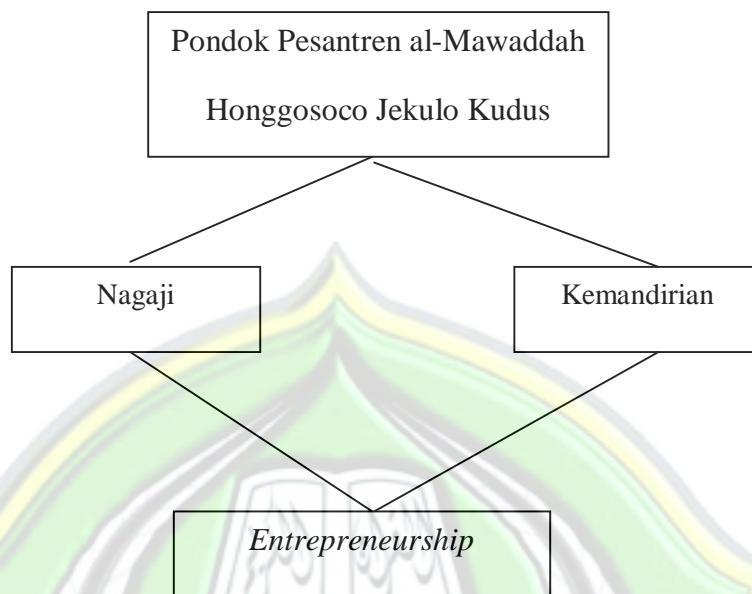 Pondok Pesantren al-Mawaddah
Honggosoco Jekulo Kudus
Nagaji
Kemandirian
Entrepreneurship